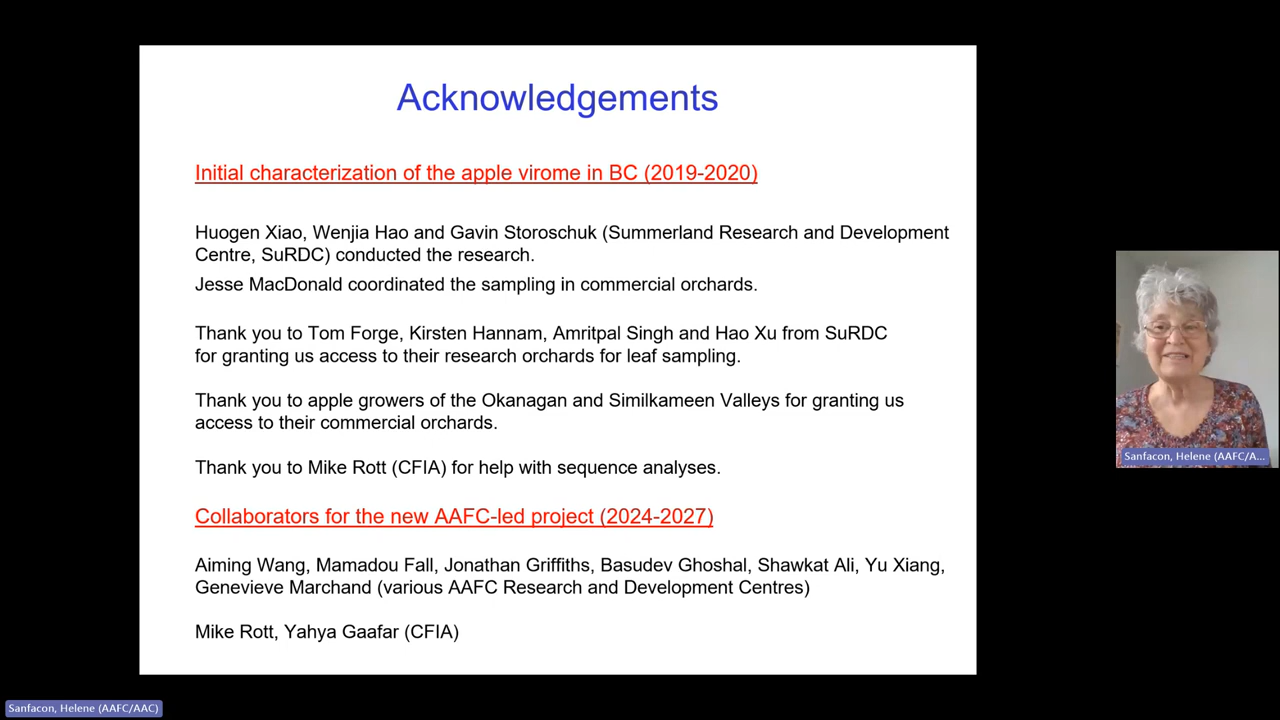 Acknowledgements
Initial characterization of the apple virome in BC (2019-2020)
Huogen Xiao, Wenjia Hao and Gavin Storoschuk (Summerland Research and Development
Centre, SuRDC) conducted the research.
Jesse MacDonald coordinated the sampling in commercial orchards.
Thank you to Tom Forge, Kirsten Hannam, Amritpal Singh and Hao Xu from SuRDC
for granting us access to their research orchards for leaf sampling.
Thank you to apple growers of the Okanagan and Similkameen Valleys for granting us
access to their commercial orchards.
Thank you to Mike Rott (CFIA) for help with sequence analyses.
Collaborators for the new AAFC-led project (2024-2027)
Aiming Wang, Mamadou Fall, Jonathan Griffiths, Basudev Ghoshal, Shawkat Ali, Yu Xiang,
Genevieve Marchand (various AAFC Research and Development Centres)
Mike Rott, Yahya Gaafar (CFIA)
Sanfacon, Helene (AAFC/A...
Sanfacon, Helene (AAFC/AAC)